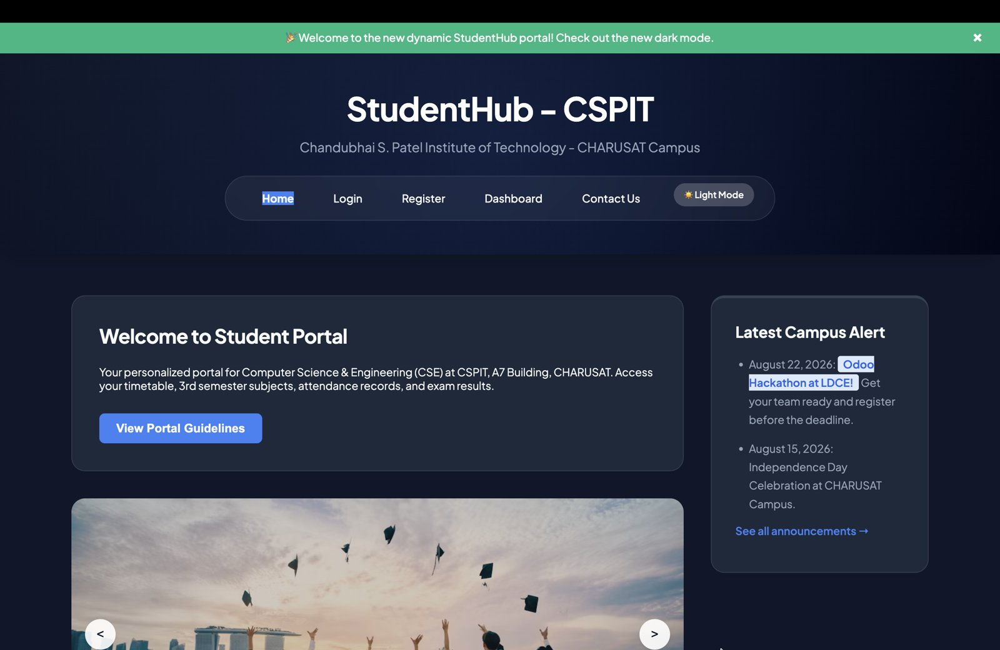 🎉 Welcome to the new dynamic StudentHub portal! Check out the new dark mode.
✖
StudentHub – CSPIT
Chandubhai S. Patel Institute of Technology - CHARUSAT Campus
Home
Login
Register
Dashboard
Contact Us
☀️ Light Mode
Welcome to Student Portal
Your personalized portal for Computer Science & Engineering (CSE) at CSPIT, A7 Building, CHARUSAT. Access
your timetable, 3rd semester subjects, attendance records, and exam results.
View Portal Guidelines
<
>
Latest Campus Alert
• August 22, 2026: Odoo
Hackathon at LDCE! Get
your team ready and register
before the deadline.
• August 15, 2026:
Independence Day
Celebration at CHARUSAT
Campus.
See all announcements →